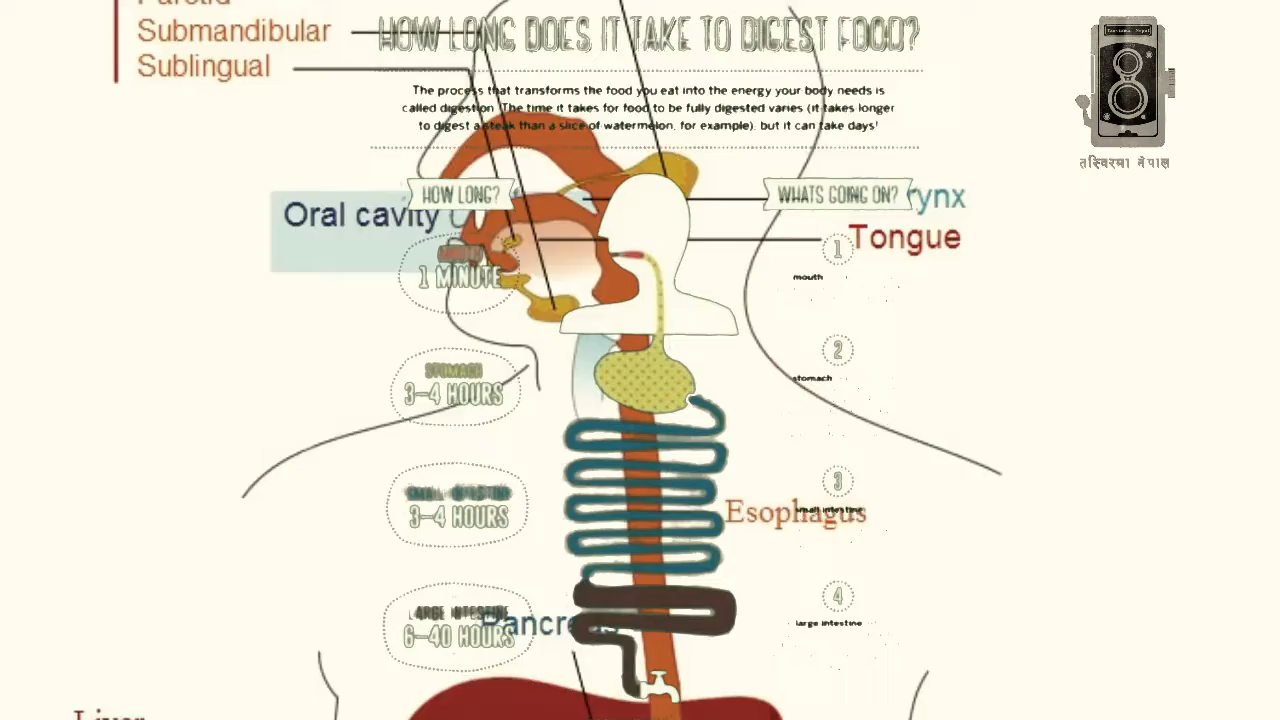 Parotid
Submandibular
Sublingual
HOW LONG DOES IT TAKE TO DIGEST FOOD?
The process that transforms the food you eat into the energy your body needs is
called digestion. The time it takes for food to be fully digested varies (it takes longer
to digest a steak than a slice of watermelon, for example), but it can take days!
तस्विरमा नेपाल
HOW LONG?
WHATS GOING ON?
rynx
Oral cavity
Tongue
1 MINUTE
1
mouth
STOMACH
3–4 HOURS
2
stomach
SMALL INTESTINE
3–4 HOURS
3
small intestine
Esophagus
LARGE INTESTINE
6–40 HOURS
4
large intestine
Pancreas
Liver